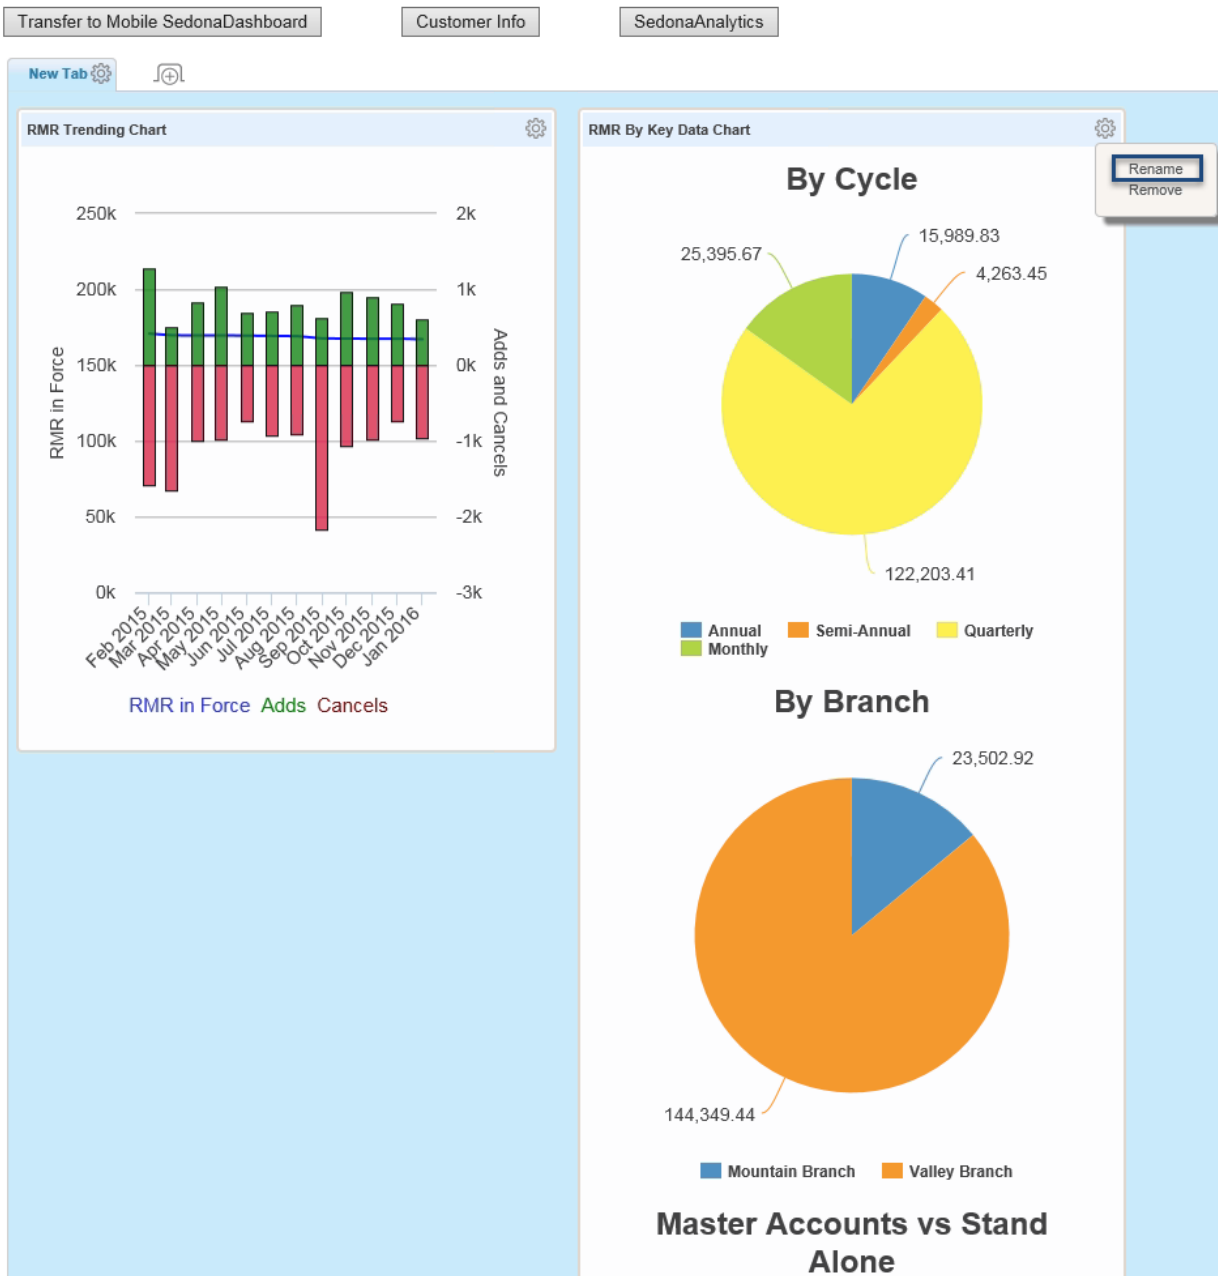 Transfer to Mobile SedonaDashboard
Customer Info
SedonaAnalytics
New Tab
RMR Trending Chart
250k
200k
150k
100k
50k
0k
RMR in Force
2k
1k
0k
-1k
-2k
-3k
Adds and Cancels
Feb 2015
Mar 2015
Apr 2015
May 2015
Jun 2015
Jul 2015
Aug 2015
Sep 2015
Oct 2015
Nov 2015
Dec 2015
Jan 2016
RMR in Force Adds Cancels
RMR By Key Data Chart
Rename
Remove
By Cycle
15,989.83
25,395.67
4,263.45
122,203.41
Annual Semi-Annual Quarterly
Monthly
By Branch
23,502.92
144,349.44
Mountain Branch Valley Branch
Master Accounts vs Stand
Alone